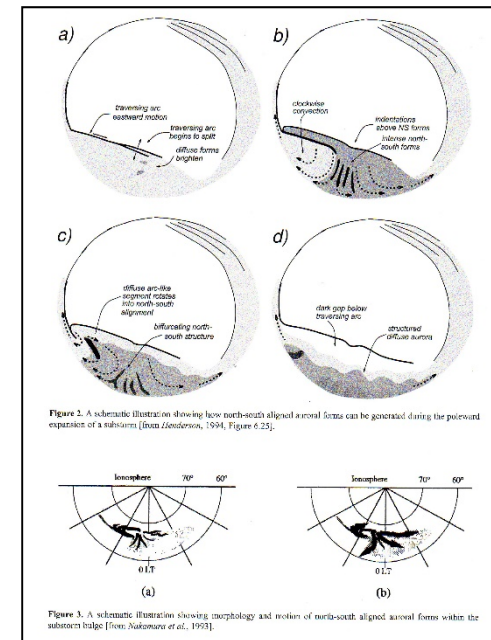 a)
traversing arc
eastward motion
traversing arc
begins to split
diffuse forms
brighten
b)
clockwise
convection
indentations
above NS forms
intense north-
south forms
c)
diffuse arc-like
segment rotates
into north-south
alignment
bifurcating north-
south structure
d)
dark gap below
traversing arc
structured
diffuse aurora
Figure 2. A schematic illustration showing how north-south aligned auroral forms can be generated during the poleward
expansion of a substorm [from Henderson, 1994, Figure 6.25].
Ionosphere 70° 60°
0 LT
(a)
Ionosphere 70° 60°
0 LT
(b)
Figure 3. A schematic illustration showing morphology and motion of north-south aligned auroral forms within the
substorm bulge [from Nakamura et al., 1993].